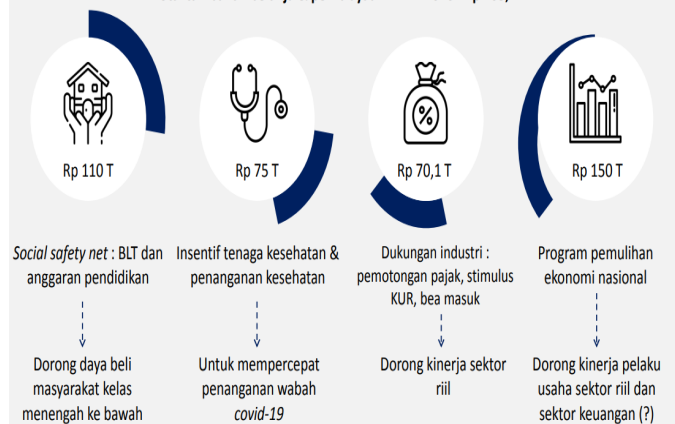 Rp 110 T
Rp 75 T
Rp 70,1 T
Rp 150 T
%
Social safety net : BLT dan
anggaran pendidikan
Insentif tenaga kesehatan &
penanganan kesehatan
Dukungan industri :
pemotongan pajak, stimulus
KUR, bea masuk
Program pemulihan
ekonomi nasional
Dorong daya beli
masyarakat kelas
menengah ke bawah
Untuk mempercepat
penanganan wabah
covid-19
Dorong kinerja sektor
riil
Dorong kinerja pelaku
usaha sektor riil dan
sektor keuangan (?)